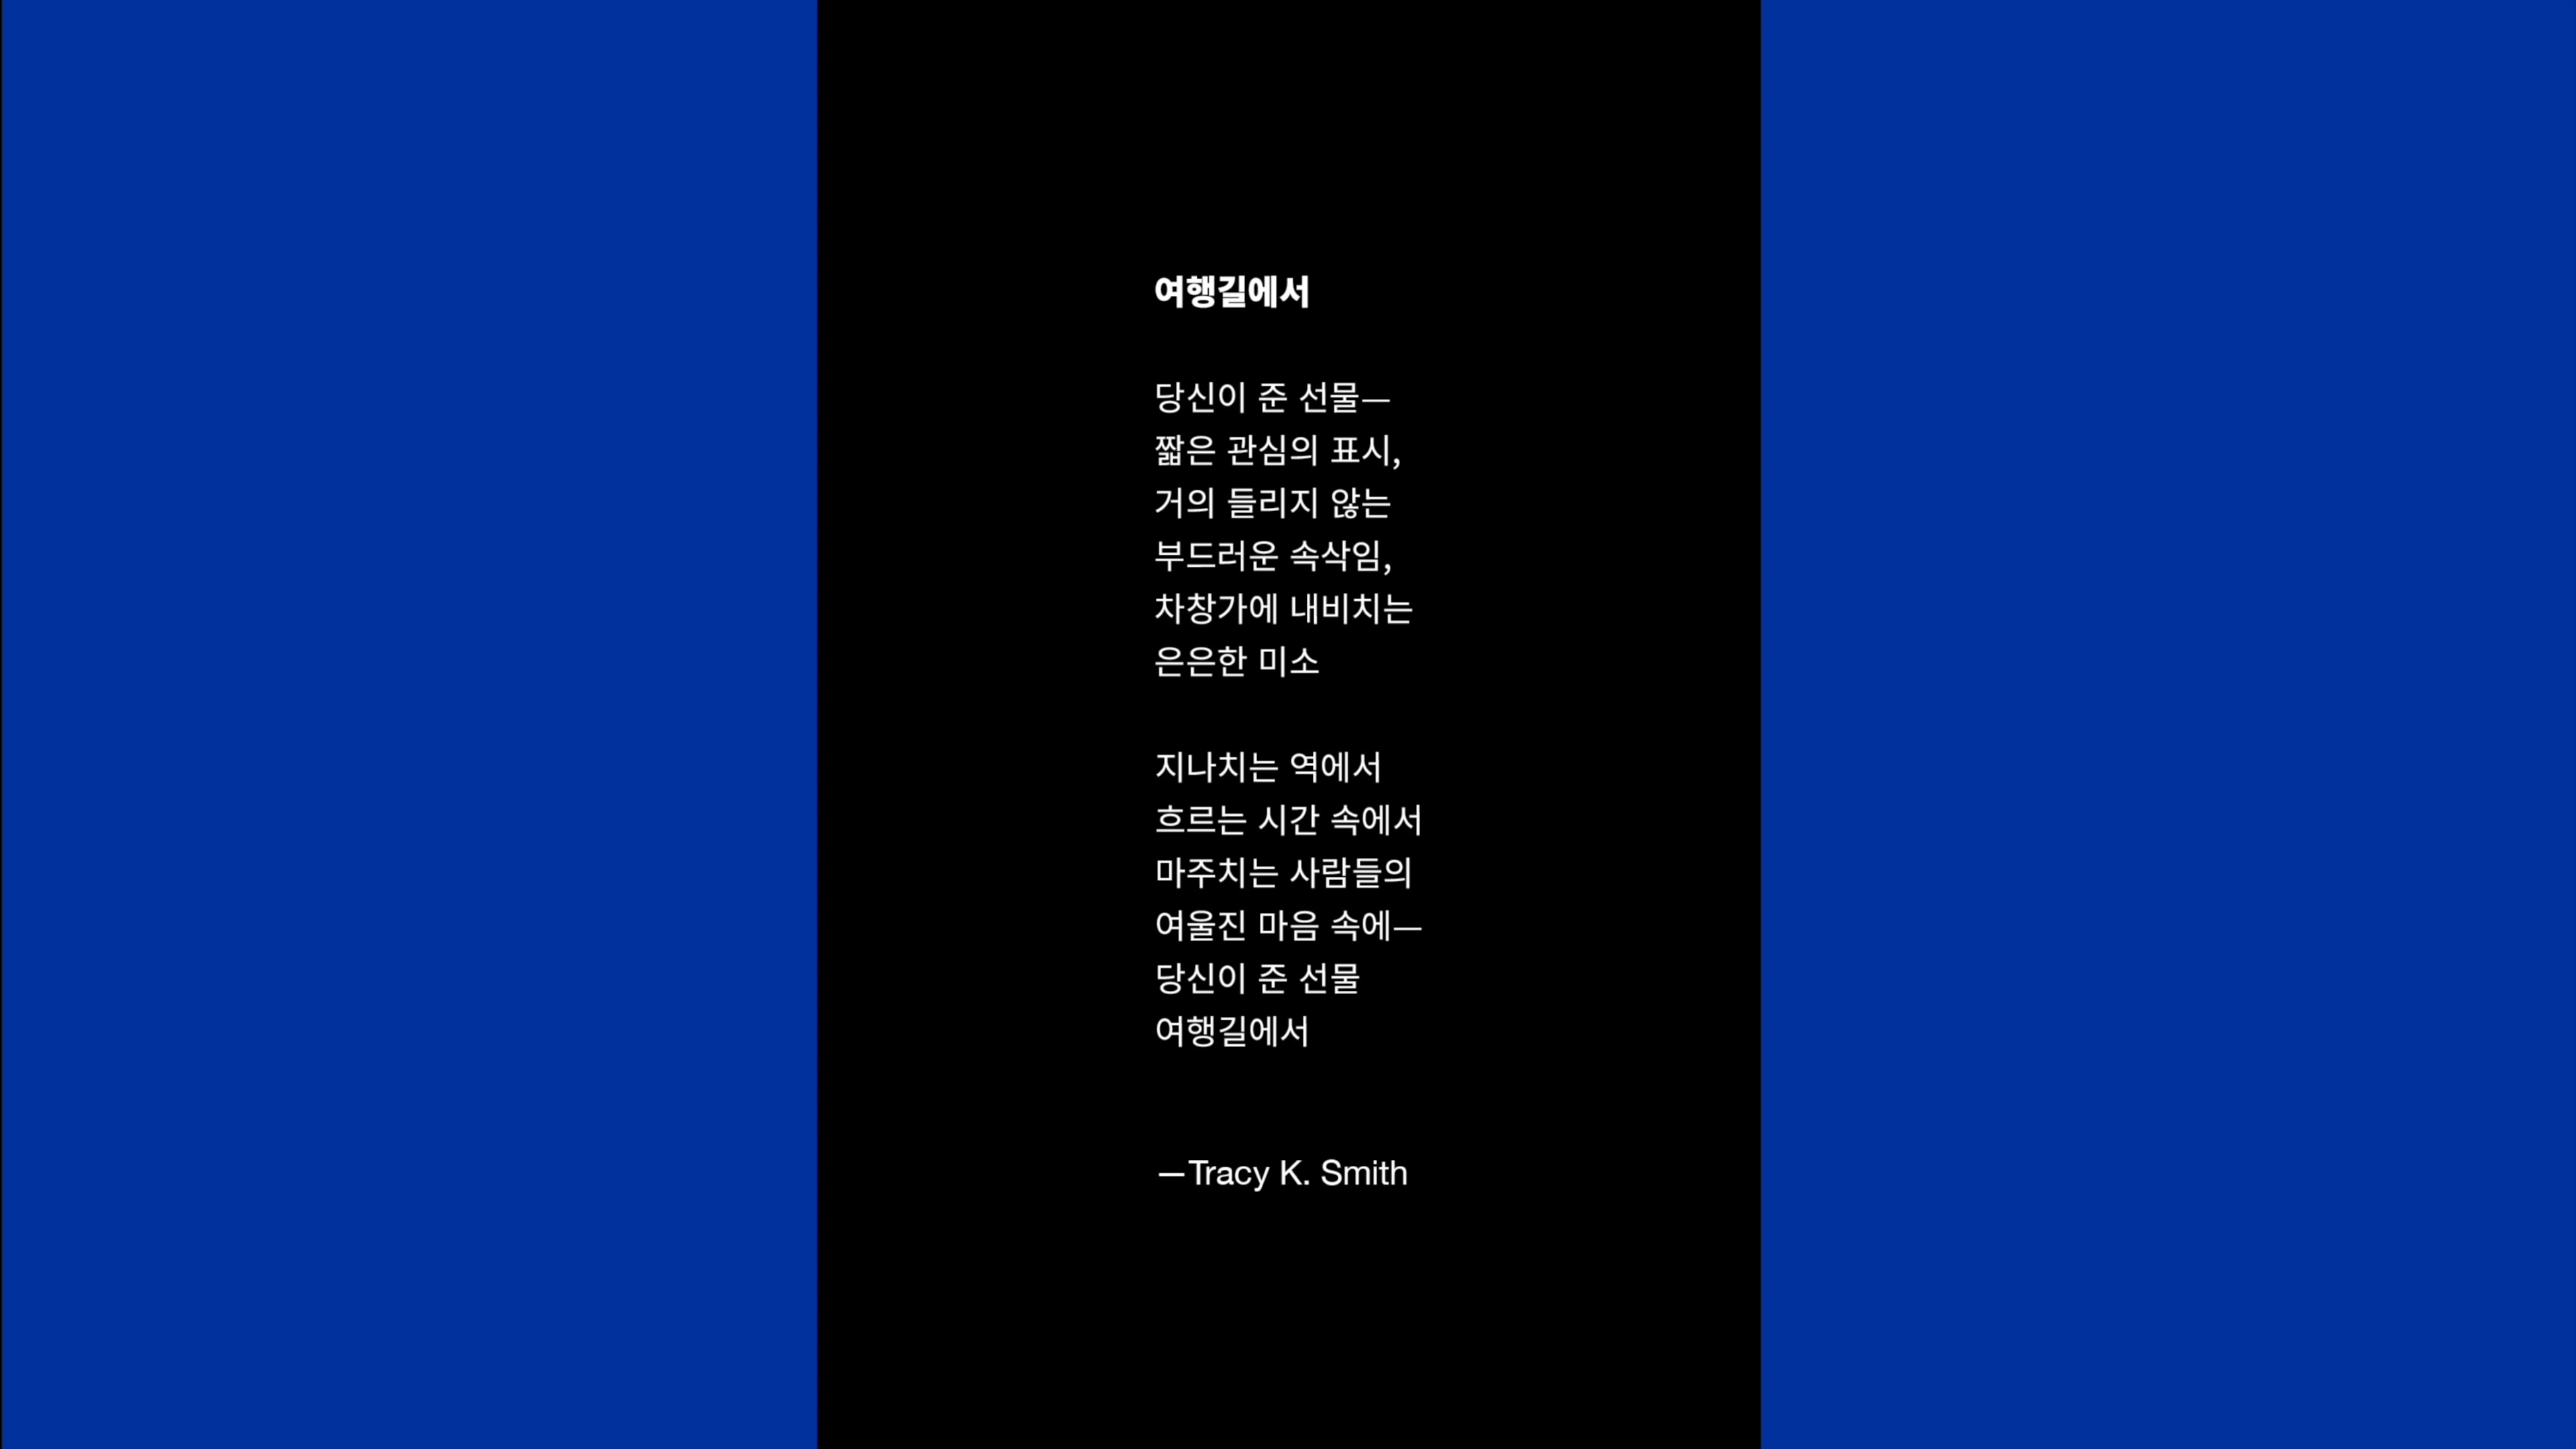 여행길에서
당신이 준 선물—
짧은 관심의 표시,
거의 들리지 않는
부드러운 속삭임,
차창가에 내비치는
은은한 미소
지나치는 역에서
흐르는 시간 속에서
마주치는 사람들의
여울진 마음 속에—
당신이 준 선물
여행길에서
—Tracy K. Smith